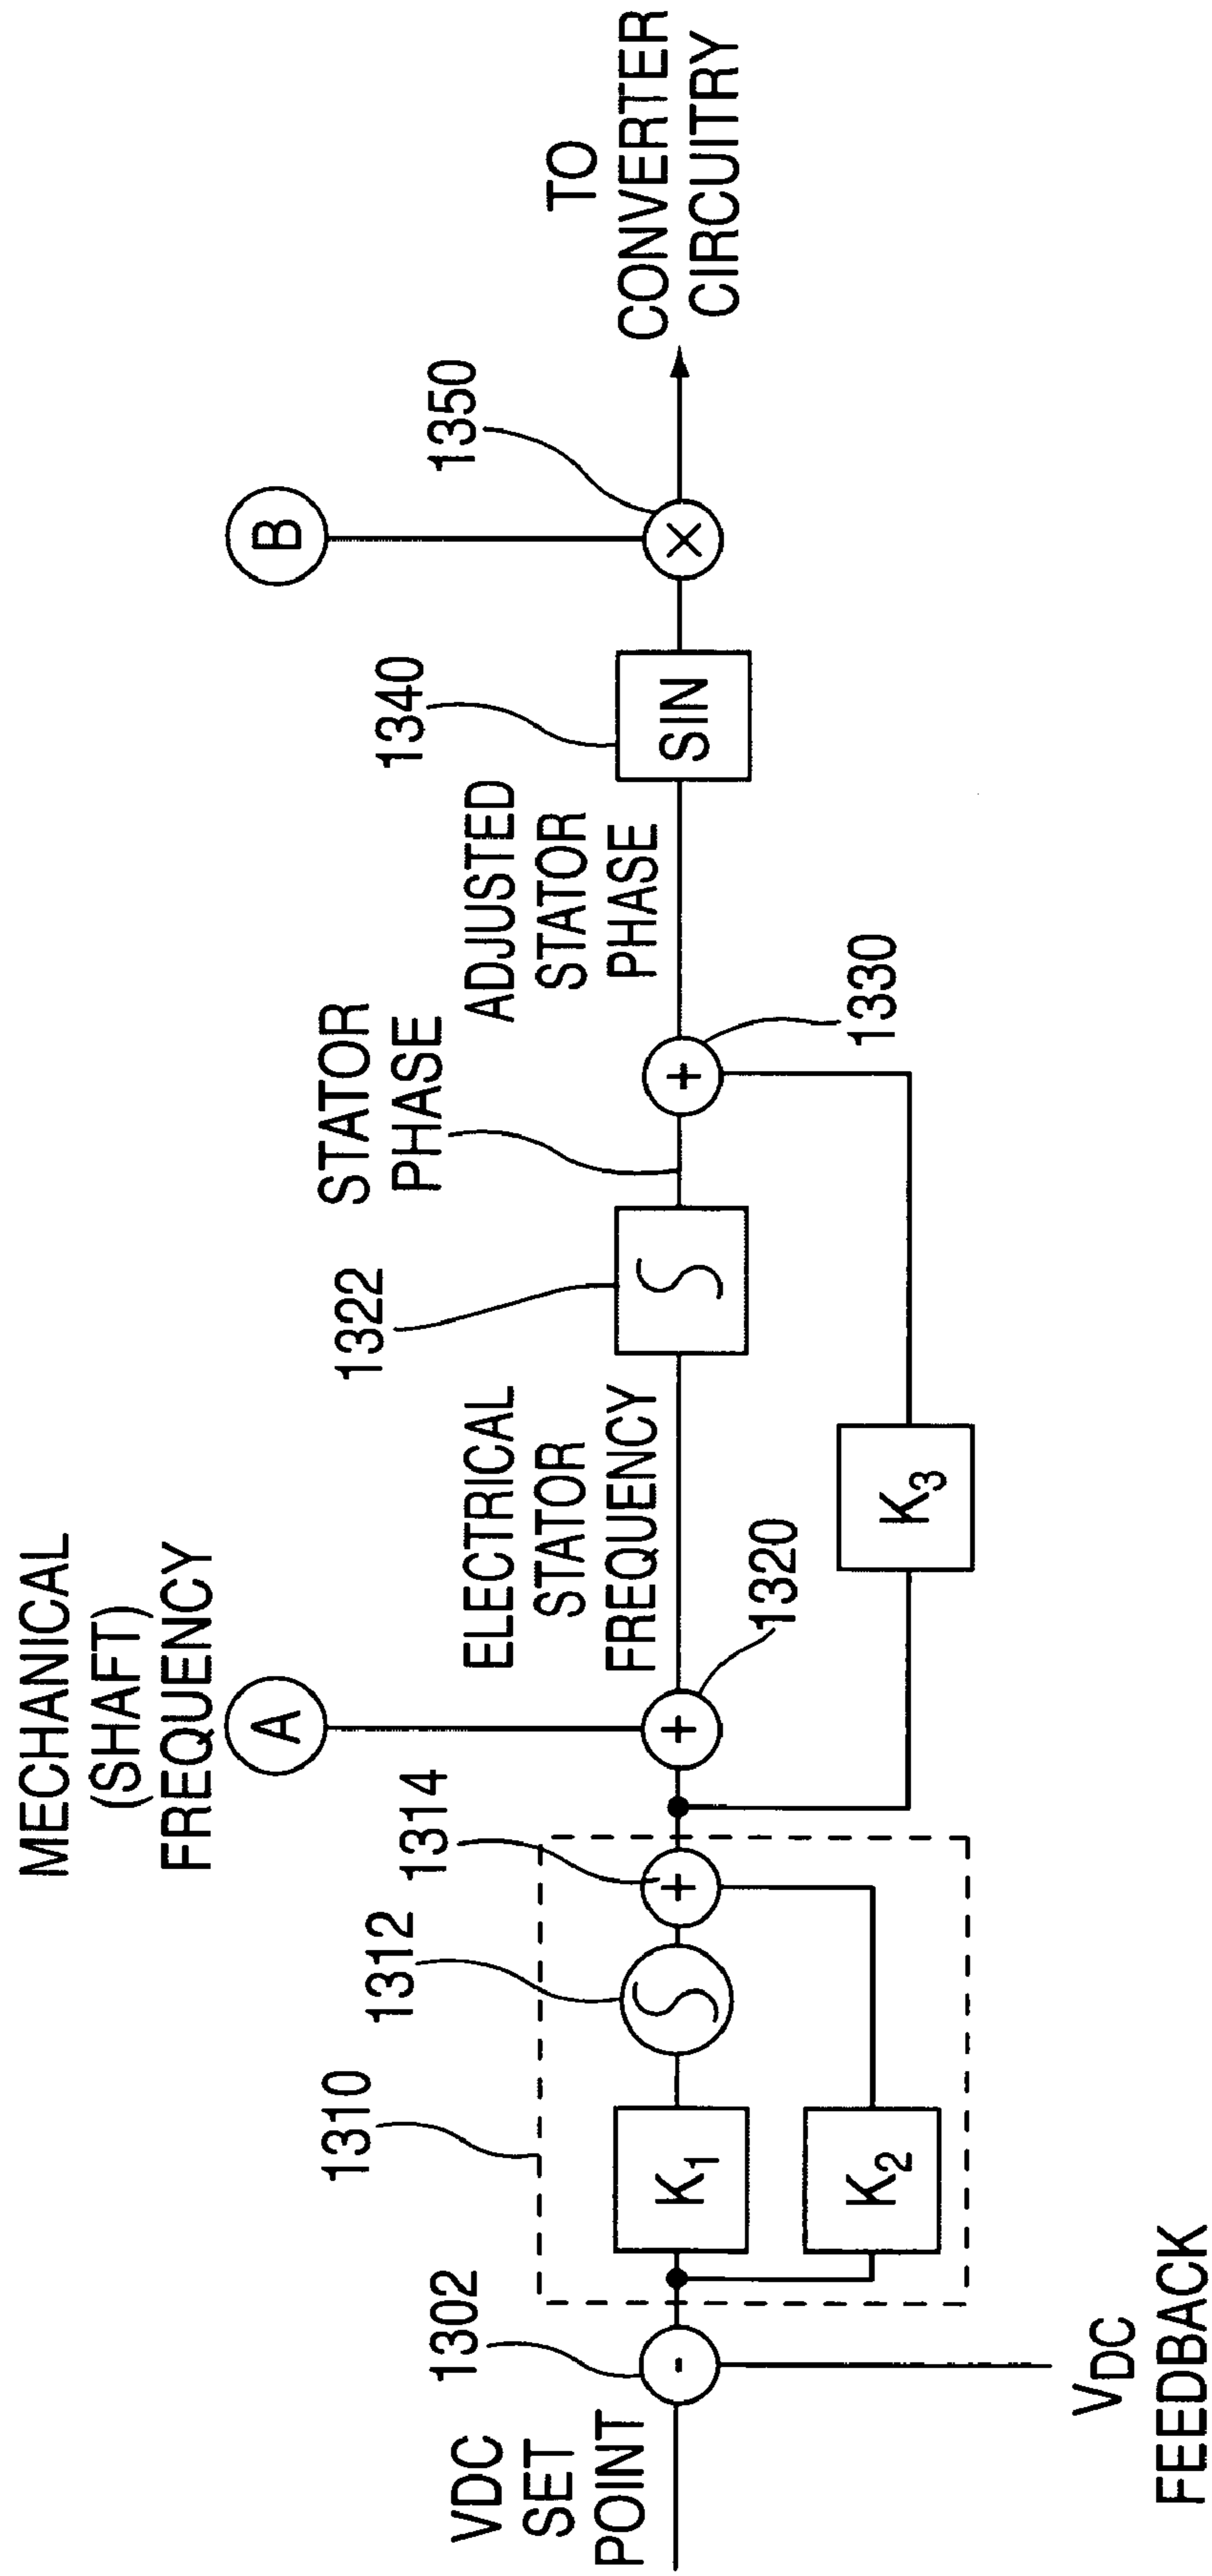 MECHANICAL
(SHAFT)
FREQUENCY
A
B
VDC
SET
POINT
1302
-
VDC
FEEDBACK
1310
K1
K2
1312
∫
1314
+
1320
+
ELECTRICAL
STATOR
FREQUENCY
K3
1322
∫
STATOR
PHASE
1330
+
ADJUSTED
STATOR
PHASE
1340
SIN
1350
×
TO
CONVERTER
CIRCUITRY